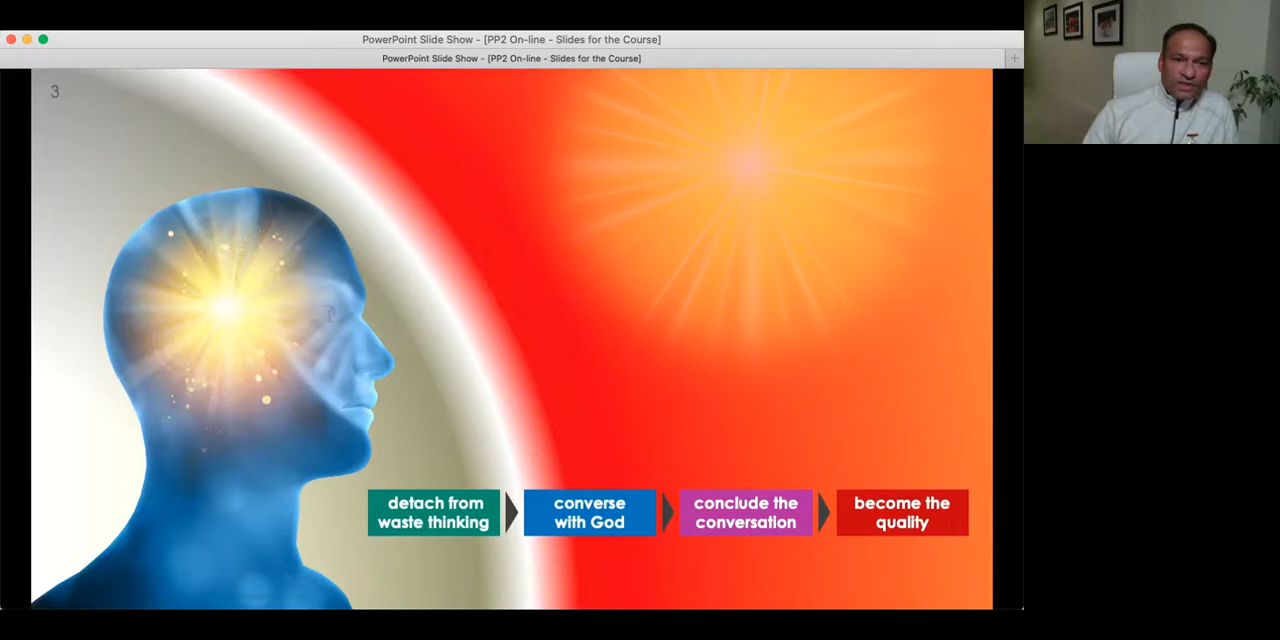 PowerPoint Slide Show - [PP2 On-line - Slides for the Course]
PowerPoint Slide Show - [PP2 On-line - Slides for the Course]
3
detach from
waste thinking
converse
with God
conclude the
conversation
become the
quality